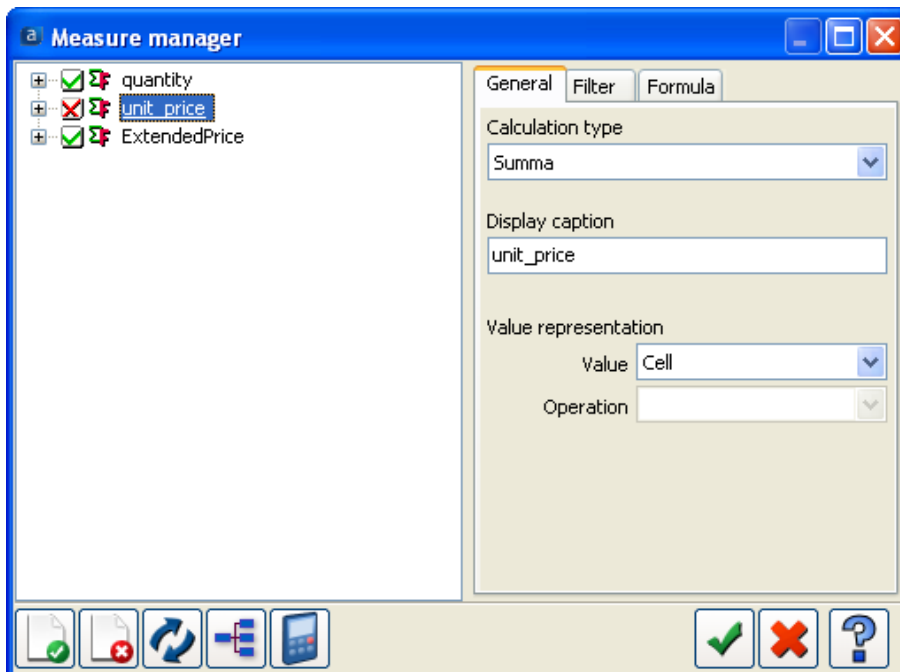 Measure manager
quantity
unit_price
ExtendedPrice
General Filter Formula
Calculation type
Summa
Display caption
unit_price
Value representation
Value Cell
Operation